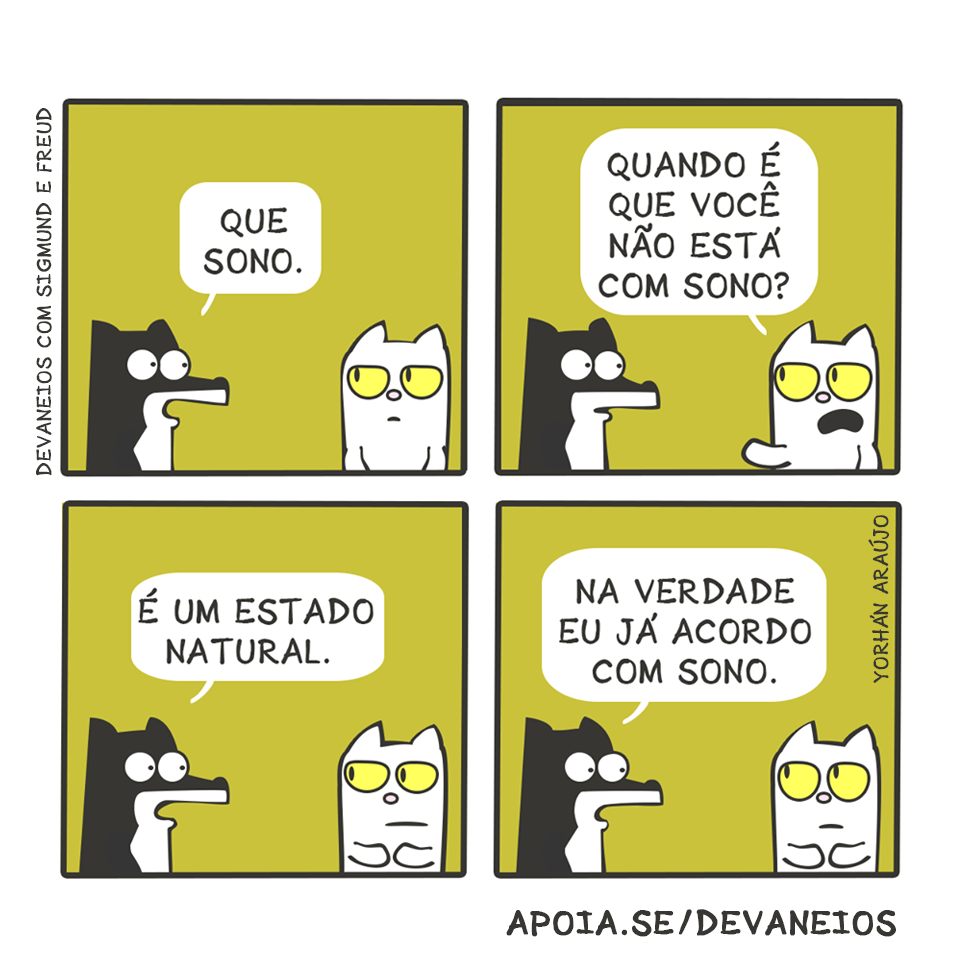 DEVANEIOS COM SIGMUND E FREUD
QUE
SONO.
QUANDO É
QUE VOCÊ
NÃO ESTÁ
COM SONO?
É UM ESTADO
NATURAL.
NA VERDADE
EU JÁ ACORDO
COM SONO.
YORHÁN ARAÚJO
APOIA.SE/DEVANEIOS